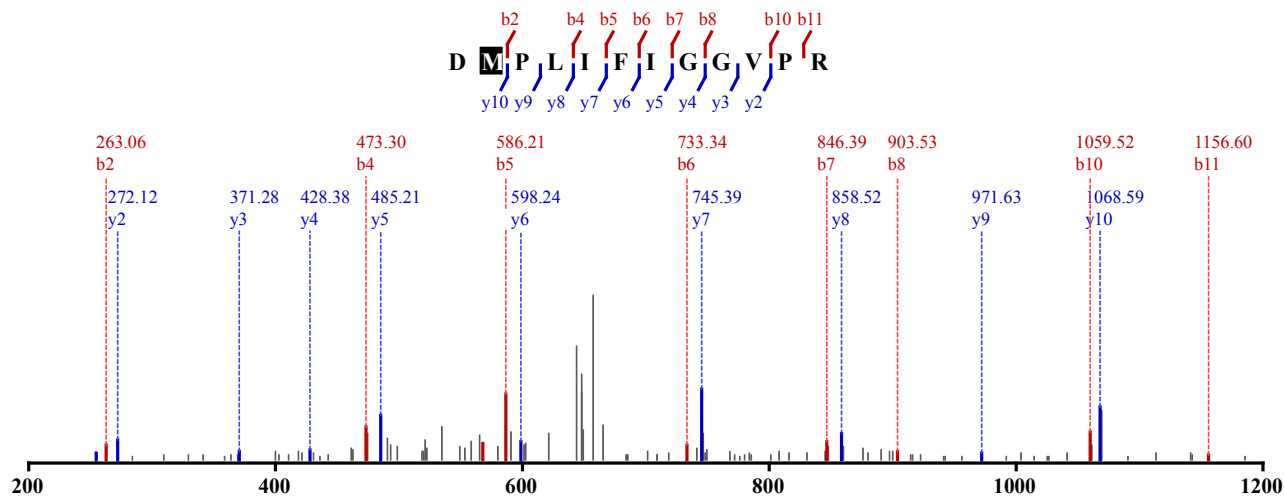 b2 b4 b5 b6 b7 b8 b10 b11
D M P L I F I G G V P R
y10 y9 y8 y7 y6 y5 y4 y3 y2
263.06 473.30 586.21 733.34 846.39 903.53 1059.52 1156.60
b2 b4 b5 b6 b7 b8 b10 b11
272.12 371.28 428.38 485.21 598.24 745.39 858.52 971.63 1068.59
y2 y3 y4 y5 y6 y7 y8 y9 y10
200 400 600 800 1000 1200